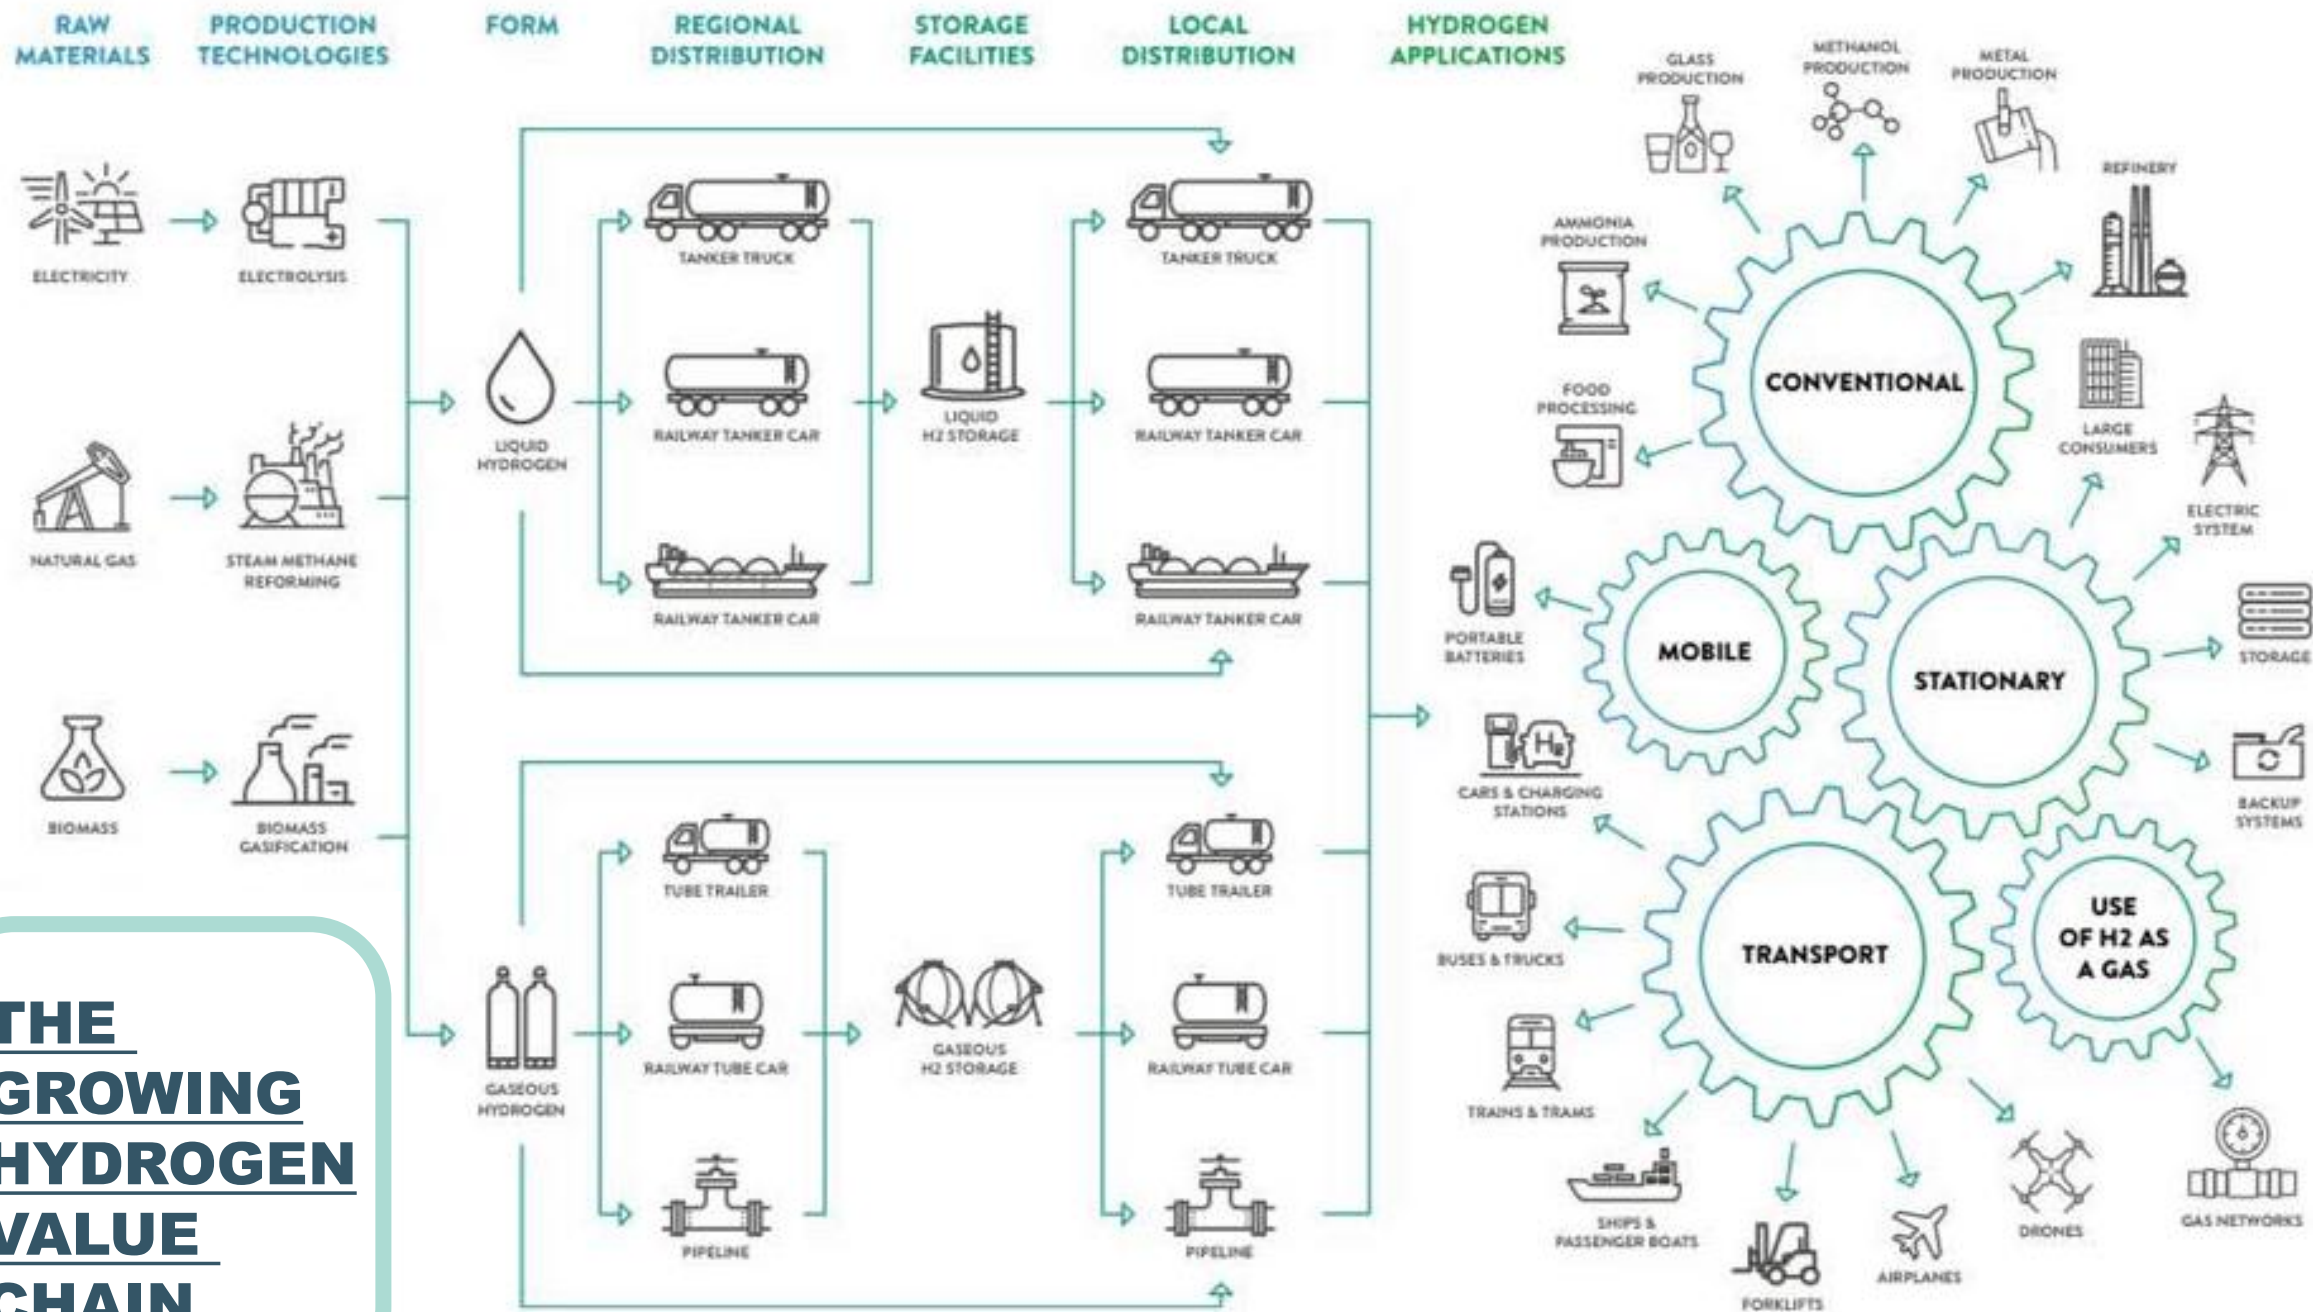 RAW
MATERIALS
PRODUCTION
TECHNOLOGIES
FORM
REGIONAL
DISTRIBUTION
STORAGE
FACILITIES
LOCAL
DISTRIBUTION
HYDROGEN
APPLICATIONS
ELECTRICITY
ELECTROLYSIS
NATURAL GAS
STEAM METHANE
REFORMING
BIOMASS
BIOMASS
GASIFICATION
LIQUID
HYDROGEN
TANKER TRUCK
RAILWAY TANKER CAR
RAILWAY TANKER CAR
LIQUID
H2 STORAGE
TANKER TRUCK
RAILWAY TANKER CAR
RAILWAY TANKER CAR
GASEOUS
HYDROGEN
TUBE TRAILER
RAILWAY TUBE CAR
PIPELINE
GASEOUS
H2 STORAGE
TUBE TRAILER
RAILWAY TUBE CAR
PIPELINE
GLASS
PRODUCTION
METHANOL
PRODUCTION
METAL
PRODUCTION
REFINERY
AMMONIA
PRODUCTION
FOOD
PROCESSING
CONVENTIONAL
LARGE
CONSUMERS
ELECTRIC
SYSTEM
STORAGE
BACKUP
SYSTEMS
STATIONARY
PORTABLE
BATTERIES
MOBILE
H2
CARS & CHARGING
STATIONS
BUSES & TRUCKS
TRAINS & TRAMS
SHIPS &
PASSENGER BOATS
FORKLIFTS
AIRPLANES
DRONES
TRANSPORT
USE
OF H2 AS
A GAS
GAS NETWORKS
THE
GROWING
HYDROGEN
VALUE
CHAIN